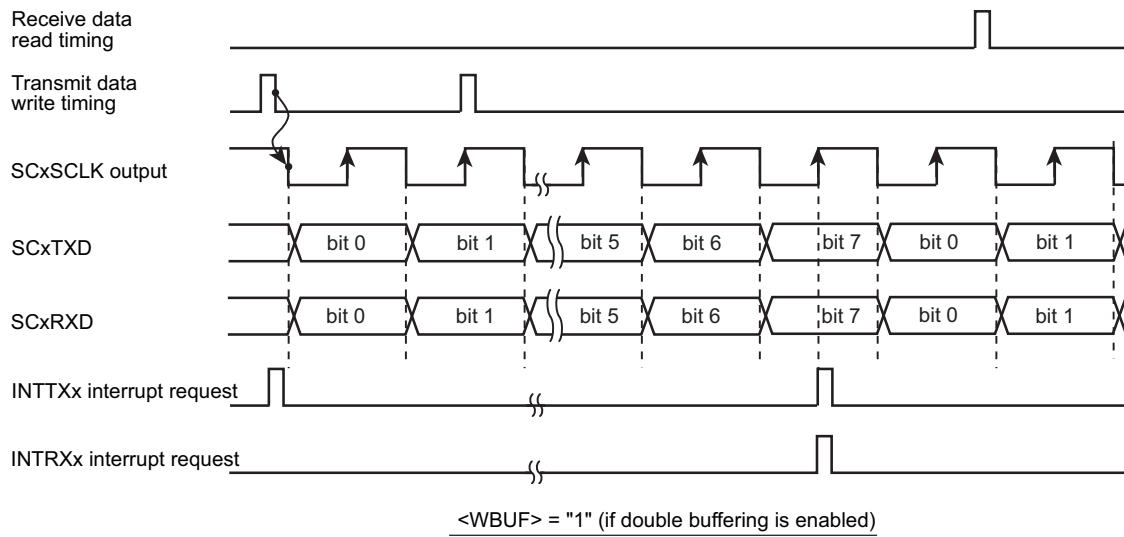 Receive data
read timing
Transmit data
write timing
SCxSCLK output
SCxTXD
bit 0 bit 1 bit 5 bit 6 bit 7 bit 0 bit 1
SCxRXD
bit 0 bit 1 bit 5 bit 6 bit 7 bit 0 bit 1
INTTXx interrupt request
INTRXx interrupt request
<WBUF> = "1" (if double buffering is enabled)